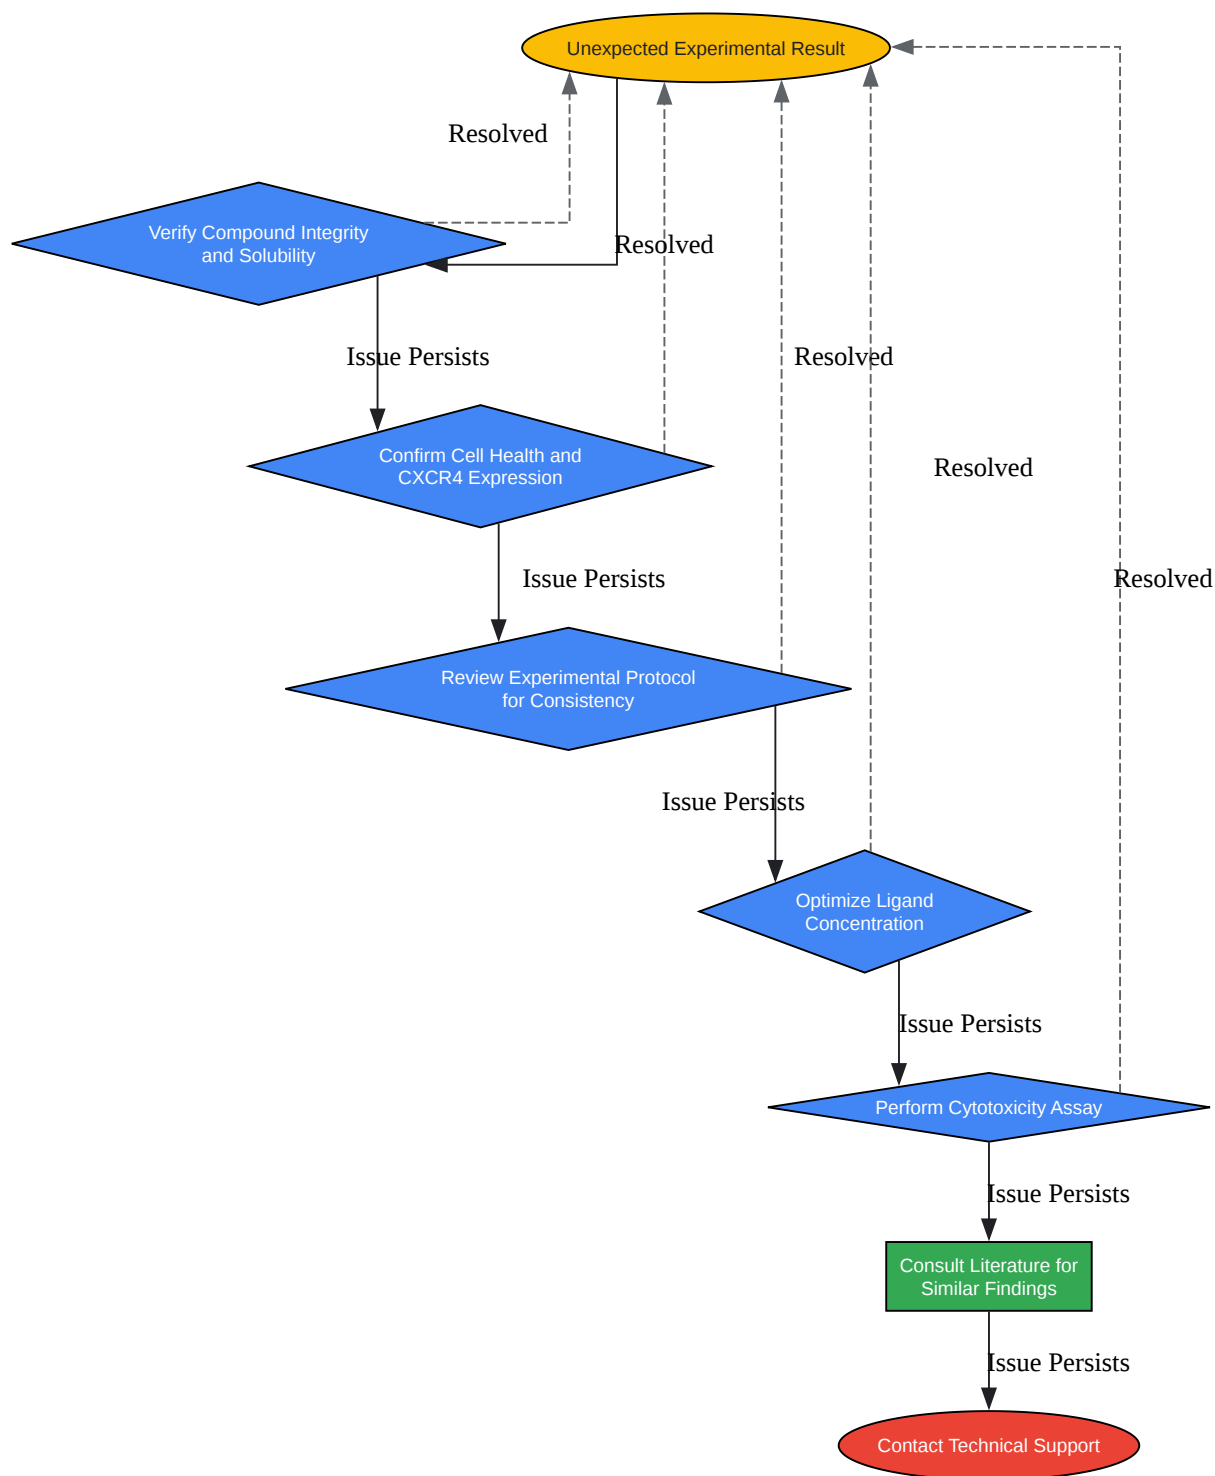 Unexpected Experimental Result
Resolved
Verify Compound Integrity
and Solubility
Resolved
Issue Persists
Resolved
Confirm Cell Health and
CXCR4 Expression
Resolved
Issue Persists
Resolved
Review Experimental Protocol
for Consistency
Issue Persists
Optimize Ligand
Concentration
Issue Persists
Perform Cytotoxicity Assay
Issue Persists
Consult Literature for
Similar Findings
Issue Persists
Contact Technical Support